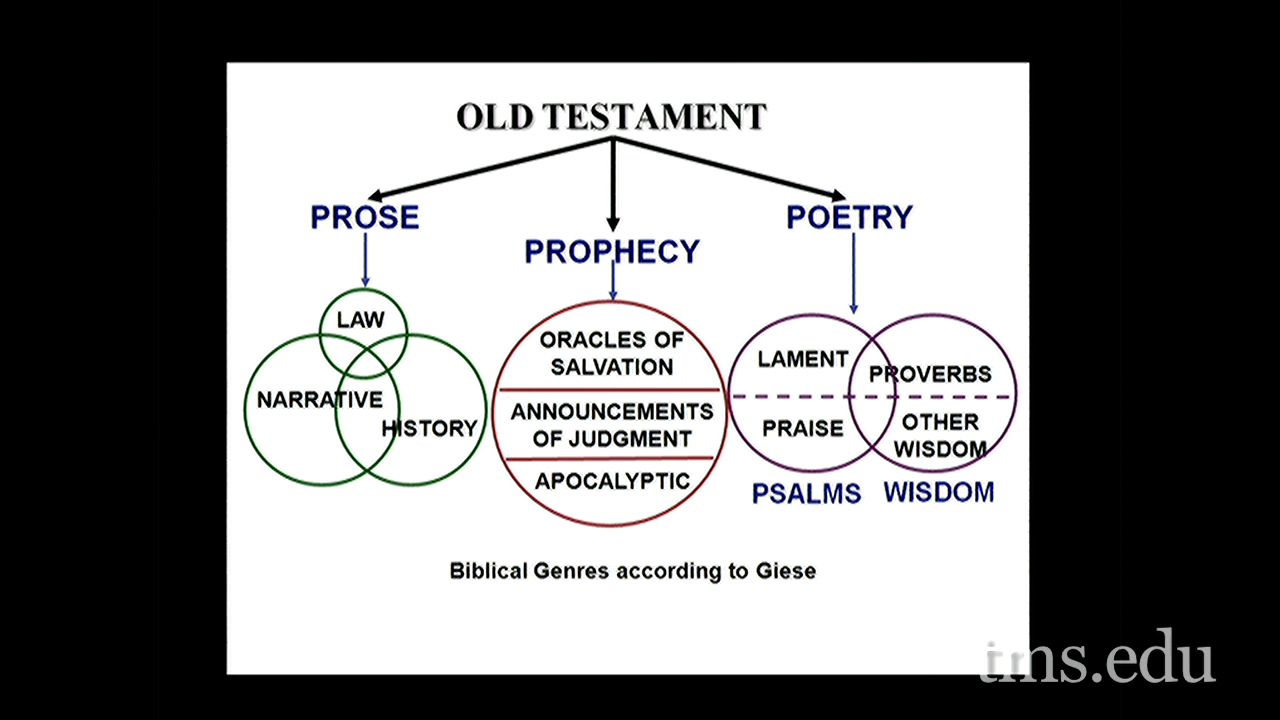 OLD TESTAMENT
PROSE
PROPHECY
POETRY
LAW
NARRATIVE
HISTORY
ORACLES OF
SALVATION
ANNOUNCEMENTS
OF JUDGMENT
APOCALYPTIC
LAMENT
PRAISE
PROVERBS
OTHER
WISDOM
PSALMS
WISDOM
Biblical Genres according to Giese
tms.edu